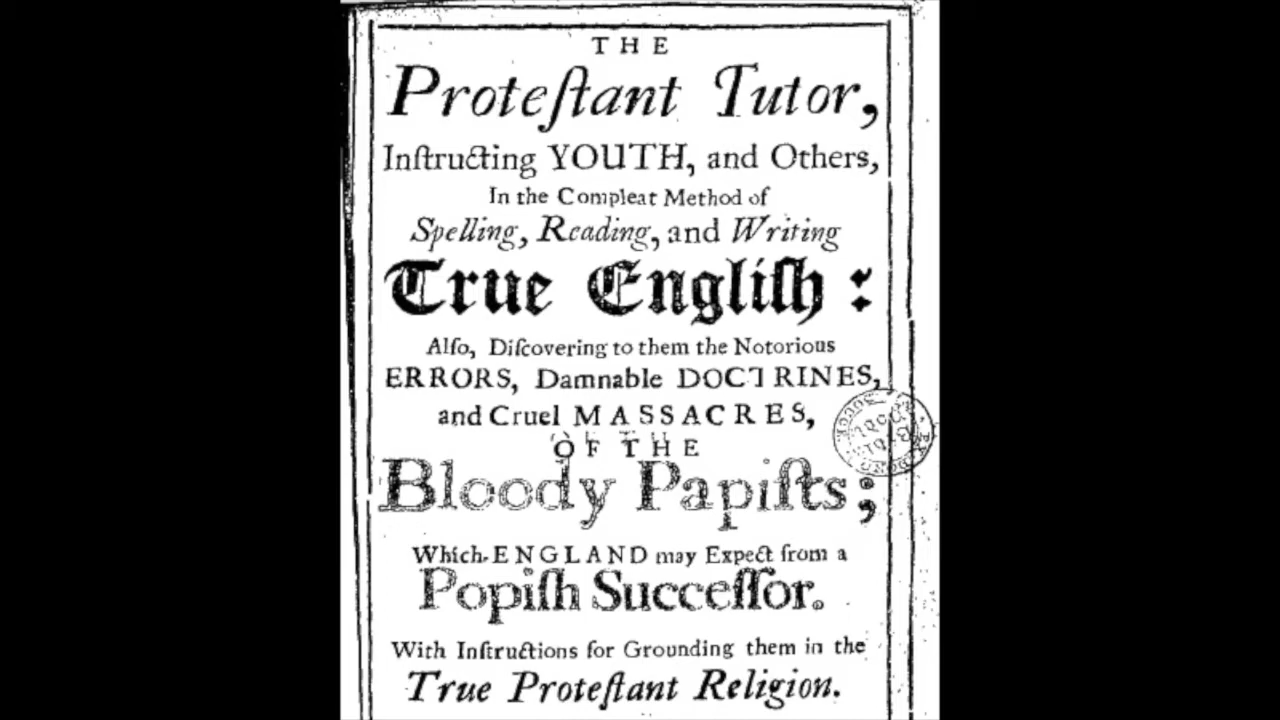 THE
Proteſtant Tutor,
Inſtructing YOUTH, and Others,
In the Compleat Method of
Spelling, Reading, and Writing
True Engliſh:
Alſo, Diſcovering to them the Notorious
ERRORS, Damnable DOCTRINES,
and Cruel MASSACRES,
OF THE
Bloody Papiſts;
Which ENGLAND may Expect from a
Popiſh Succeſſor.
With Inſtructions for Grounding them in the
True Proteſtant Religion.